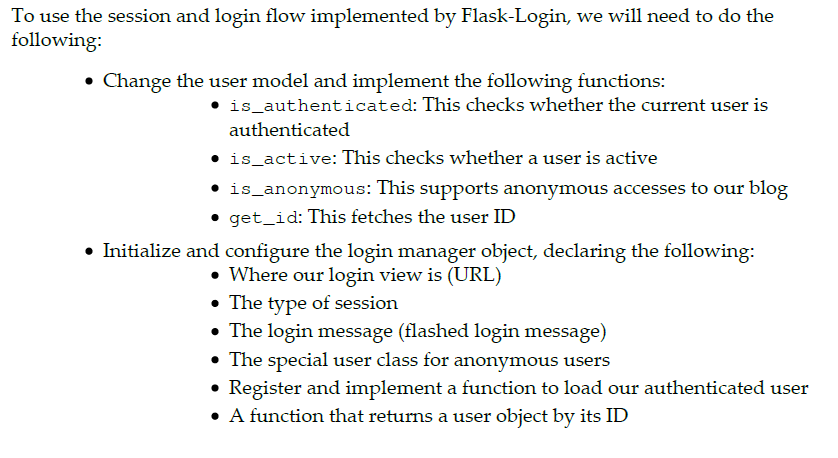 To use the session and login flow implemented by Flask-Login, we will need to do the
following:
• Change the user model and implement the following functions:
• is_authenticated: This checks whether the current user is
authenticated
• is_active: This checks whether a user is active
• is_anonymous: This supports anonymous accesses to our blog
• get_id: This fetches the user ID
• Initialize and configure the login manager object, declaring the following:
• Where our login view is (URL)
• The type of session
• The login message (flashed login message)
• The special user class for anonymous users
• Register and implement a function to load our authenticated user
• A function that returns a user object by its ID